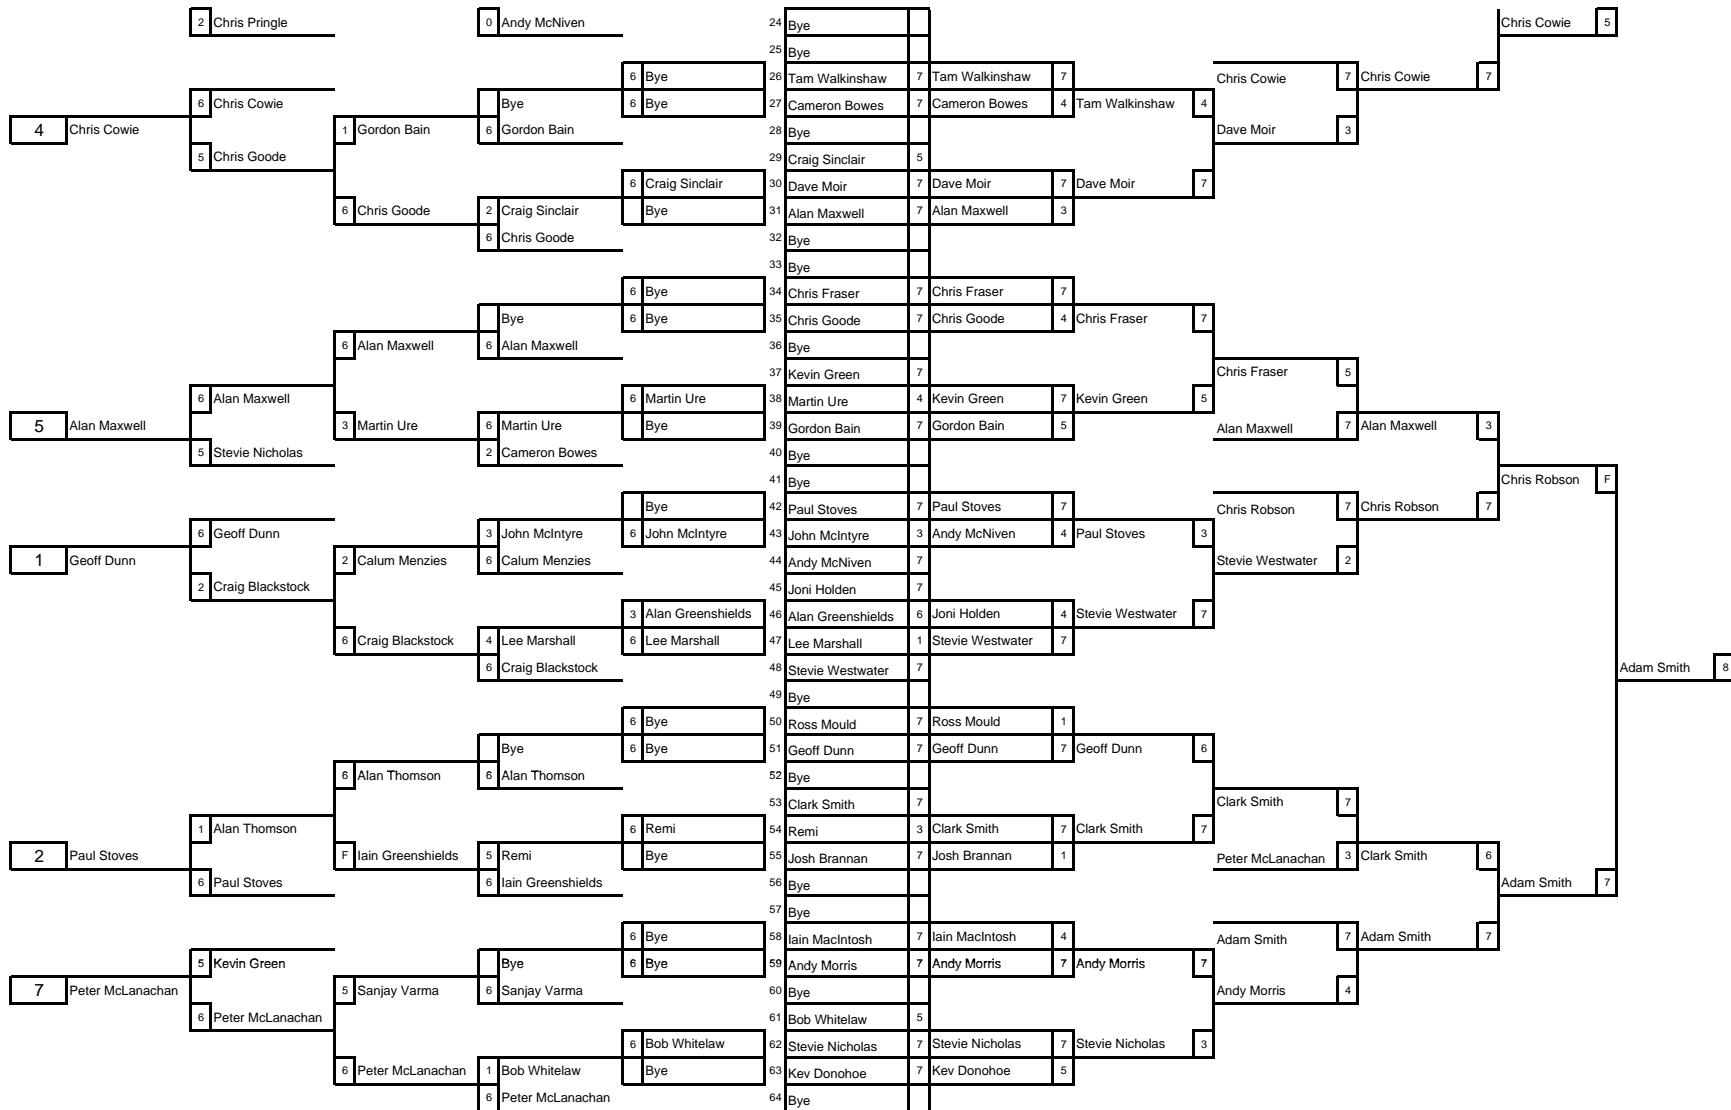 2 Chris Pringle 0 Andy McNiven 24 Bye Chris Cowie 5
25 Bye
6 Bye 26 Tam Walkinshaw 7 Tam Walkinshaw 7 Chris Cowie 7 Chris Cowie 7
6 Chris Cowie Bye 6 Bye 27 Cameron Bowes 7 Cameron Bowes 4 Tam Walkinshaw 4
4 Chris Cowie 1 Gordon Bain 6 Gordon Bain 28 Bye Dave Moir 3
5 Chris Goode 29 Craig Sinclair 5
6 Craig Sinclair 30 Dave Moir 7 Dave Moir 7 Dave Moir 7
6 Chris Goode 2 Craig Sinclair Bye 31 Alan Maxwell 7 Alan Maxwell 3
6 Chris Goode 32 Bye
33 Bye
6 Bye 34 Chris Fraser 7 Chris Fraser 7
Bye 6 Bye 35 Chris Goode 7 Chris Goode 4 Chris Fraser 7
6 Alan Maxwell 6 Alan Maxwell 36 Bye
37 Kevin Green 7 Chris Fraser 5
6 Alan Maxwell 6 Martin Ure 38 Martin Ure 4 Kevin Green 7 Kevin Green 5
5 Alan Maxwell 3 Martin Ure 6 Martin Ure Bye 39 Gordon Bain 7 Gordon Bain 5 Alan Maxwell 7 Alan Maxwell 3
5 Stevie Nicholas 2 Cameron Bowes 40 Bye
41 Bye Chris Robson F
Bye 42 Paul Stoves 7 Paul Stoves 7 Chris Robson 7 Chris Robson 7
6 Geoff Dunn 3 John McIntyre 6 John McIntyre 43 John McIntyre 3 Andy McNiven 4 Paul Stoves 3
1 Geoff Dunn 2 Calum Menzies 6 Calum Menzies 44 Andy McNiven 7 Stevie Westwater 2
2 Craig Blackstock 45 Joni Holden 7
3 Alan Greenshields 46 Alan Greenshields 6 Joni Holden 4 Stevie Westwater 7
6 Craig Blackstock 4 Lee Marshall 6 Lee Marshall 47 Lee Marshall 1 Stevie Westwater 7
6 Craig Blackstock 48 Stevie Westwater 7 Adam Smith 8
49 Bye
6 Bye 50 Ross Mould 7 Ross Mould 1
Bye 6 Bye 51 Geoff Dunn 7 Geoff Dunn 7 Geoff Dunn 6
6 Alan Thomson 6 Alan Thomson 52 Bye
53 Clark Smith 7 Clark Smith 7
1 Alan Thomson 6 Remi 54 Remi 3 Clark Smith 7 Clark Smith 7
2 Paul Stoves F Iain Greenshields 5 Remi Bye 55 Josh Brannan 7 Josh Brannan 1 Peter McLanachan 3 Clark Smith 6
6 Paul Stoves 6 Iain Greenshields 56 Bye Adam Smith 7
57 Bye
6 Bye 58 Iain MacIntosh 7 Iain MacIntosh 4 Adam Smith 7 Adam Smith 7
5 Kevin Green Bye 6 Bye 59 Andy Morris 7 Andy Morris 7 Andy Morris 7
7 Peter McLanachan 5 Sanjay Varma 6 Sanjay Varma 60 Bye Andy Morris 4
6 Peter McLanachan 61 Bob Whitelaw 5
6 Bob Whitelaw 62 Stevie Nicholas 7 Stevie Nicholas 7 Stevie Nicholas 3
6 Peter McLanachan 1 Bob Whitelaw Bye 63 Kev Donohoe 7 Kev Donohoe 5
6 Peter McLanachan 64 Bye